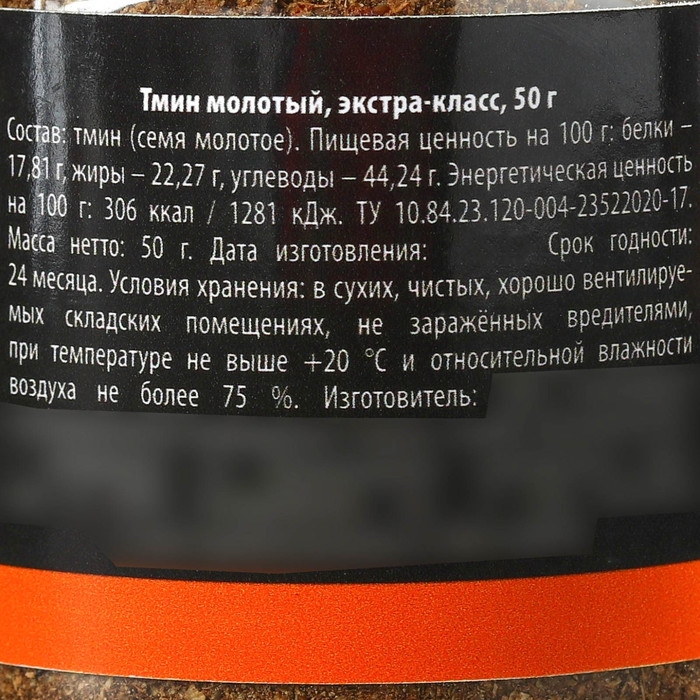 Тмин молотый, экстра-класс, 50 г
Состав: тмин (семя молотое). Пищевая ценность на 100 г: белки –
17,81 г, жиры – 22,27 г, углеводы – 44,24 г. Энергетическая ценность
на 100 г: 306 ккал / 1281 кДж. ТУ 10.84.23.120-004-23522020-17.
Масса нетто: 50 г. Дата изготовления: Срок годности:
24 месяца. Условия хранения: в сухих, чистых, хорошо вентилируе-
мых складских помещениях, не заражённых вредителями,
при температуре не выше +20 °С и относительной влажности
воздуха не более 75 %. Изготовитель: